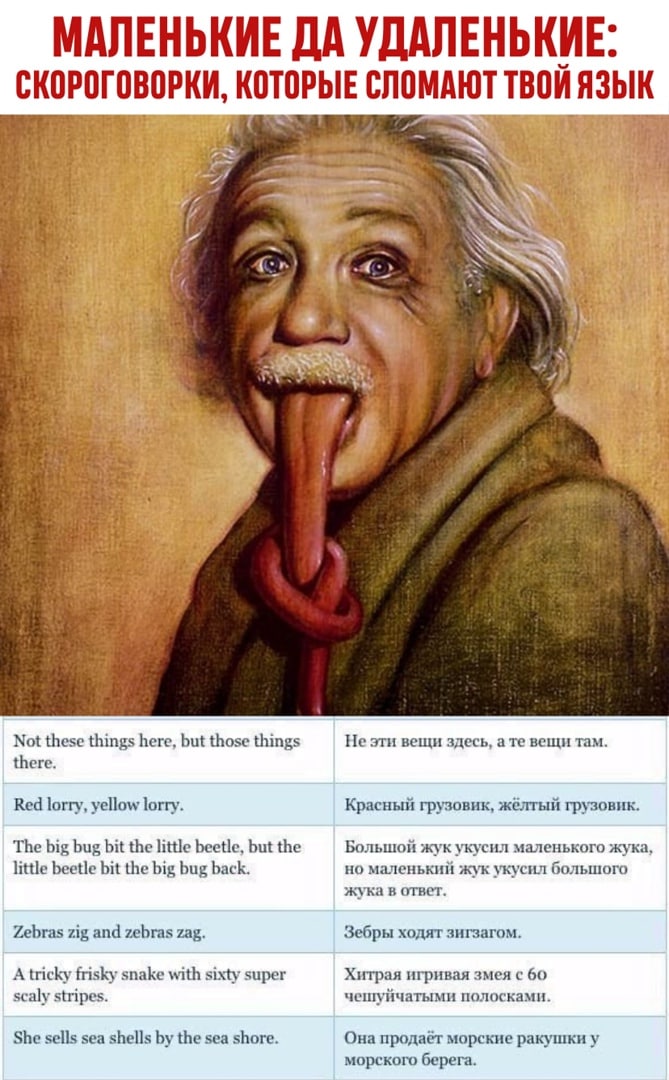 МАЛЕНЬКИЕ ДА УДАЛЕНЬКИЕ:
СКОРОГОВОРКИ, КОТОРЫЕ СЛОМАЮТ ТВОЙ ЯЗЫК
Not these things here, but those things
there.
Не эти вещи здесь, а те вещи там.
Red lorry, yellow lorry.
Красный грузовик, жёлтый грузовик.
The big bug bit the little beetle, but the
little beetle bit the big bug back.
Большой жук укусил маленького жука,
но маленький жук укусил большого
жука в ответ.
Zebras zig and zebras zag.
Зебры ходят зигзагом.
A tricky frisky snake with sixty super
scaly stripes.
Хитрая игривая змея с 60
чешуйчатыми полосками.
She sells sea shells by the sea shore.
Она продаёт морские ракушки у
морского берега.